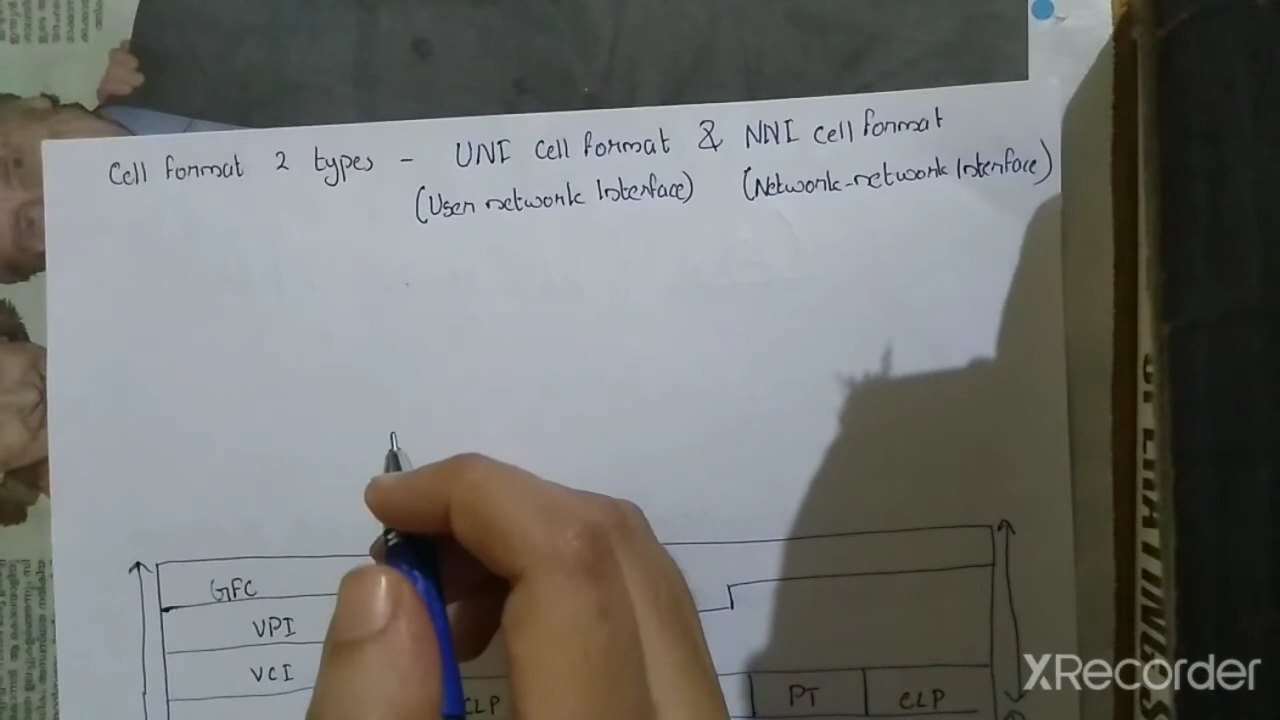 Cell format 2 types - UNI cell format & NNI cell format
(User network Interface) (Network-network Interface)
GFC
VPI
VCI
CLP PT CLP
XRecorder